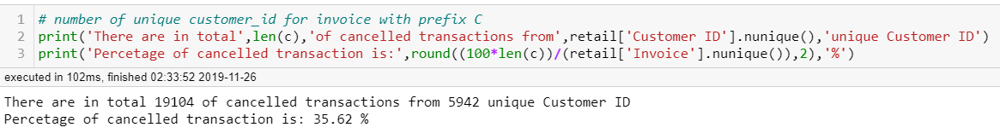 1 # number of unique customer_id for invoice with prefix C
2 print('There are in total',len(c),'of cancelled transactions from',retail['Customer ID'].nunique(),'unique Customer ID')
3 print('Percetage of cancelled transaction is:',round((100*len(c))/(retail['Invoice'].nunique()),2),'%')
executed in 102ms, finished 02:33:52 2019-11-26
There are in total 19104 of cancelled transactions from 5942 unique Customer ID
Percetage of cancelled transaction is: 35.62 %